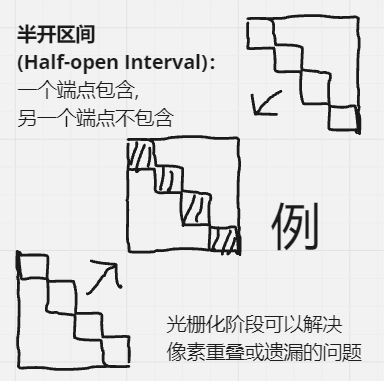 半开区间
(Half-open Interval)：
一个端点包含,
另一个端点不包含
例
光栅化阶段可以解决
像素重叠或遗漏的问题